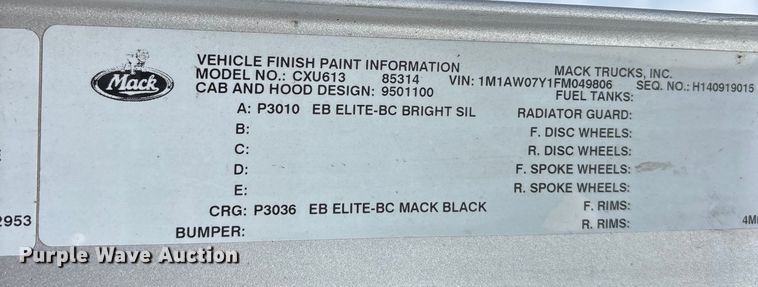 Mack
VEHICLE FINISH PAINT INFORMATION MACK TRUCKS, INC.
MODEL NO.: CXU613 85314 VIN: 1M1AW07Y1FM049806 SEQ. NO.: H140919015
CAB AND HOOD DESIGN: 9501100 FUEL TANKS:
A: P3010 EB ELITE-BC BRIGHT SIL RADIATOR GUARD:
B: F. DISC WHEELS:
C: R. DISC WHEELS:
D: F. SPOKE WHEELS:
E: R. SPOKE WHEELS:
CRG: P3036 EB ELITE-BC MACK BLACK F. RIMS:
BUMPER: R. RIMS:
2953
Purple Wave Auction